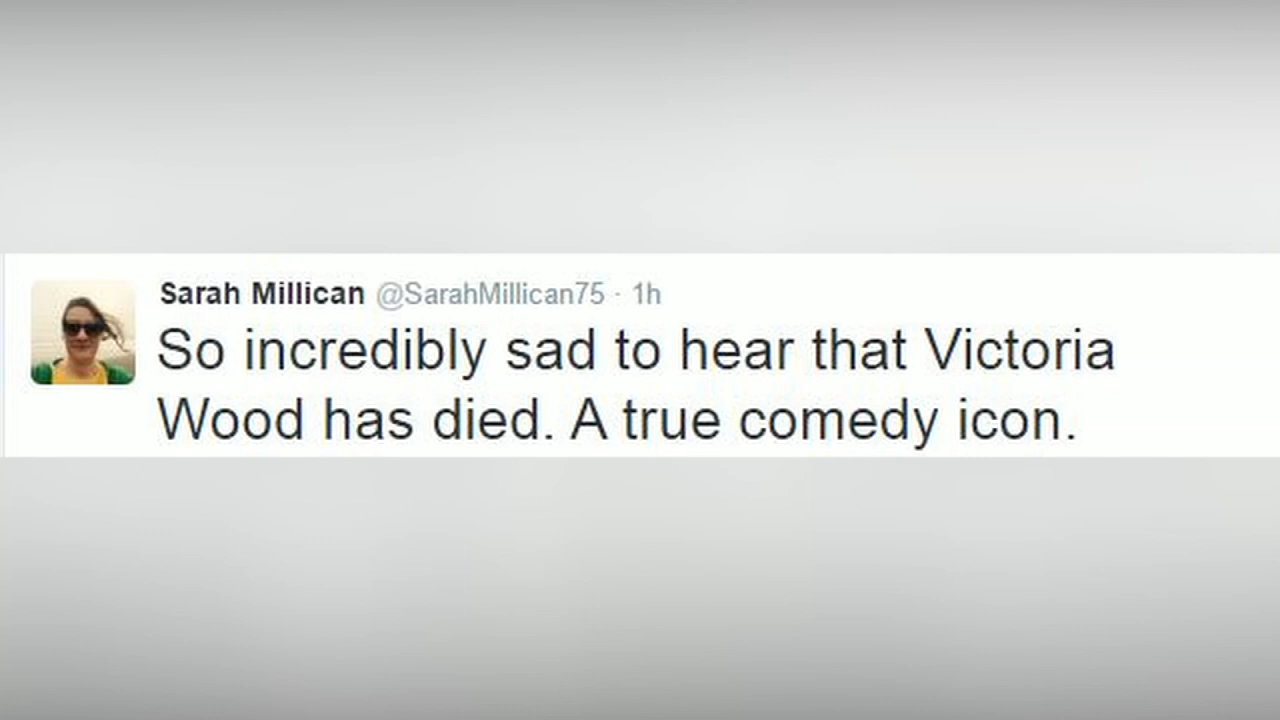 Sarah Millican @SarahMillican75 · 1h
So incredibly sad to hear that Victoria
Wood has died. A true comedy icon.